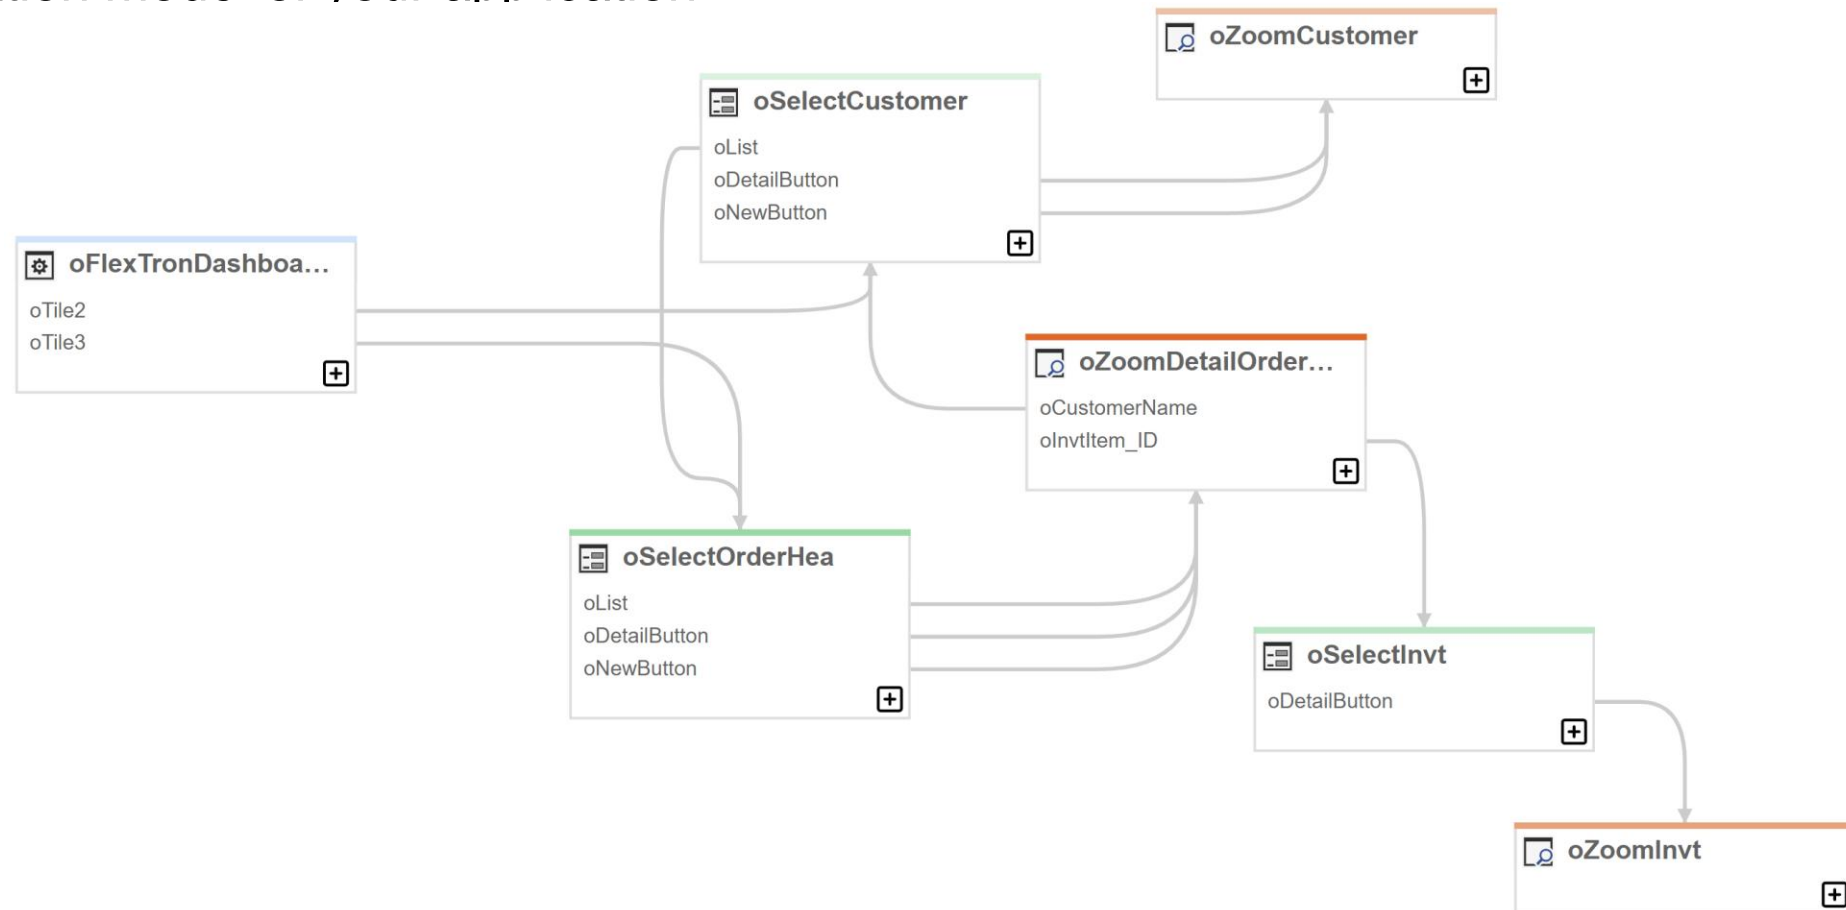 oZoomCustomer
oSelectCustomer
oList
oDetailButton
oNewButton
oFlexTronDashboa...
oTile2
oTile3
oZoomDetailOrder...
oCustomerName
oInvtItem_ID
oSelectOrderHea
oList
oDetailButton
oNewButton
oSelectInvt
oDetailButton
oZoomInvt